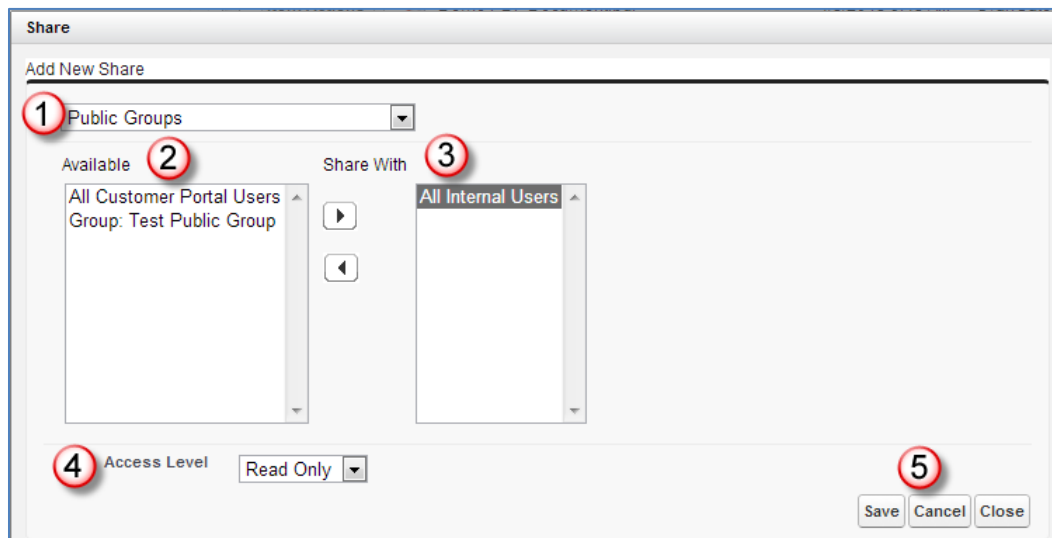 Share
Add New Share
1 Public Groups
Available 2 Share With 3
All Customer Portal Users
Group: Test Public Group
All Internal Users
4 Access Level Read Only
5
Save Cancel Close